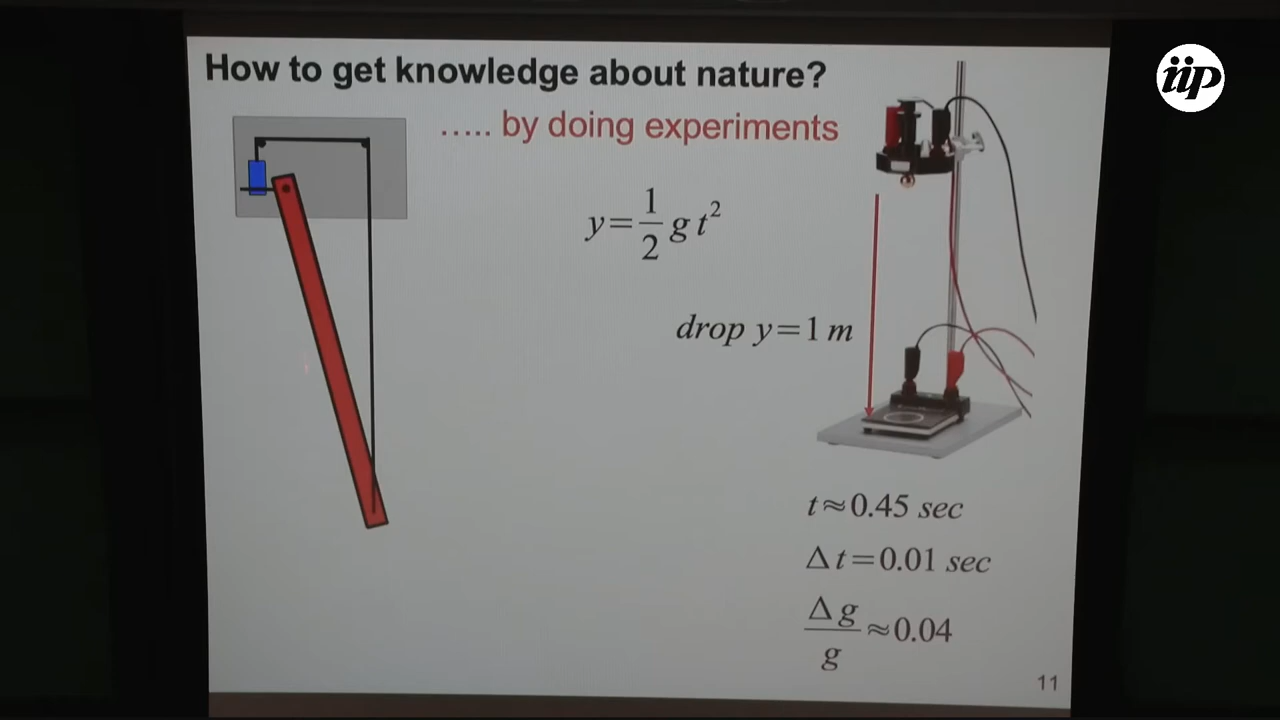 How to get knowledge about nature?
..... by doing experiments
y=1/2 g t²
drop y=1 m
t≈0.45 sec
Δt=0.01 sec
Δg/g ≈0.04
11
iip